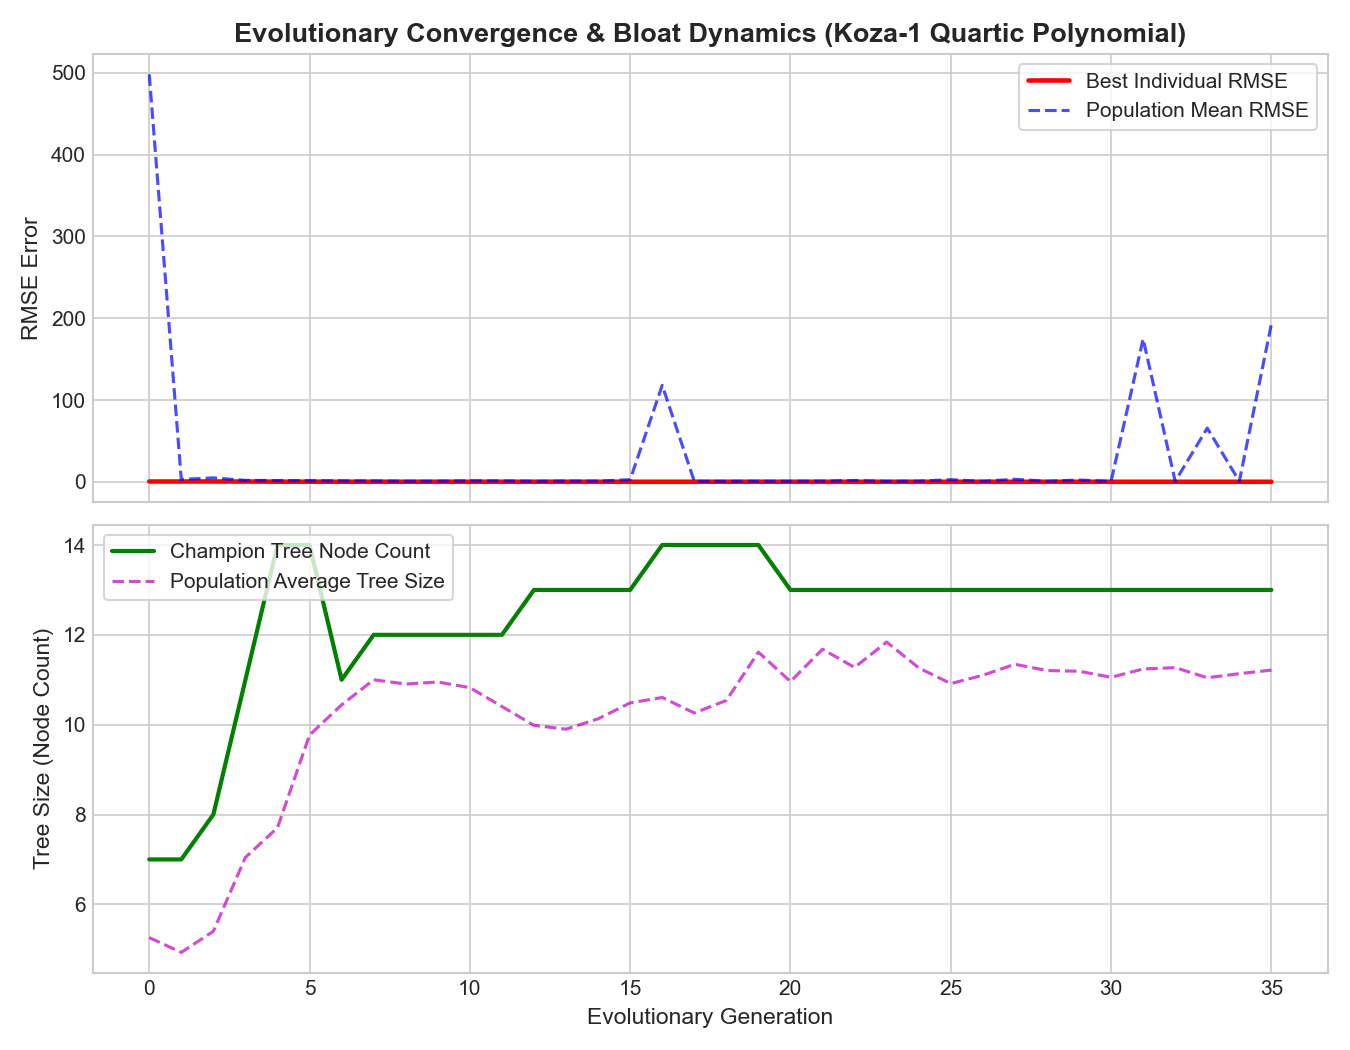 Evolutionary Convergence & Bloat Dynamics (Koza-1 Quartic Polynomial)
500
400
300
200
100
0
RMSE Error
Best Individual RMSE
Population Mean RMSE
14
12
10
8
6
Tree Size (Node Count)
Champion Tree Node Count
Population Average Tree Size
0 5 10 15 20 25 30 35
Evolutionary Generation